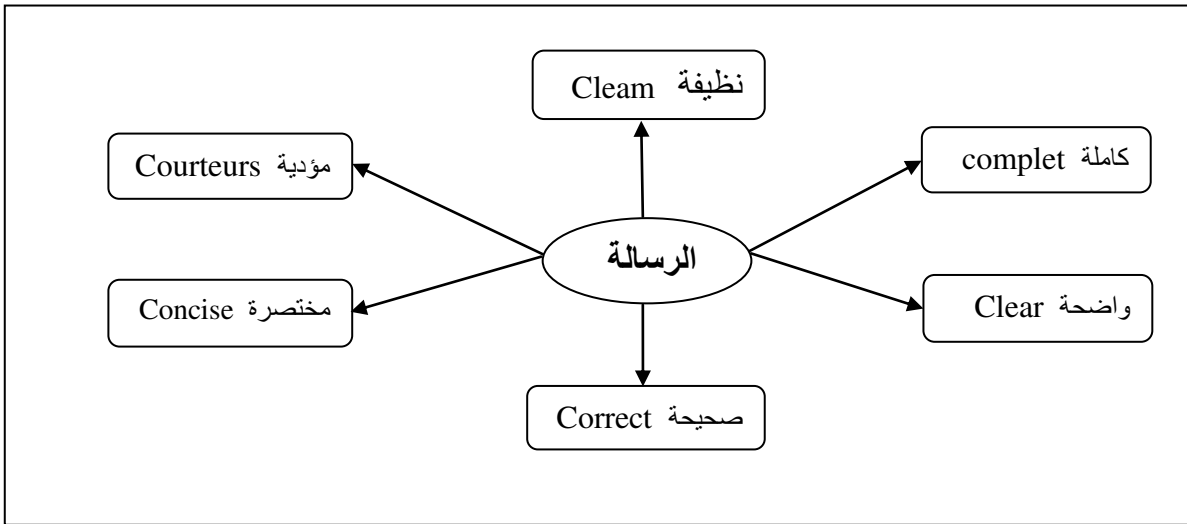 نظيفة Cleam
كاملة complet
مؤدية Courteurs
الرسالة
واضحة Clear
مختصرة Concise
صحيحة Correct